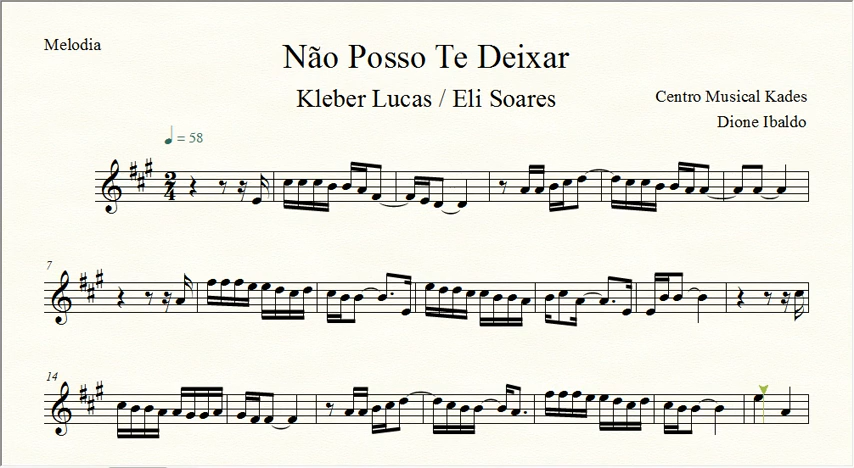 Melodia
Não Posso Te Deixar
Kleber Lucas / Eli Soares
Centro Musical Kades
Dione Ibaldo
= 58
2
4
7
14